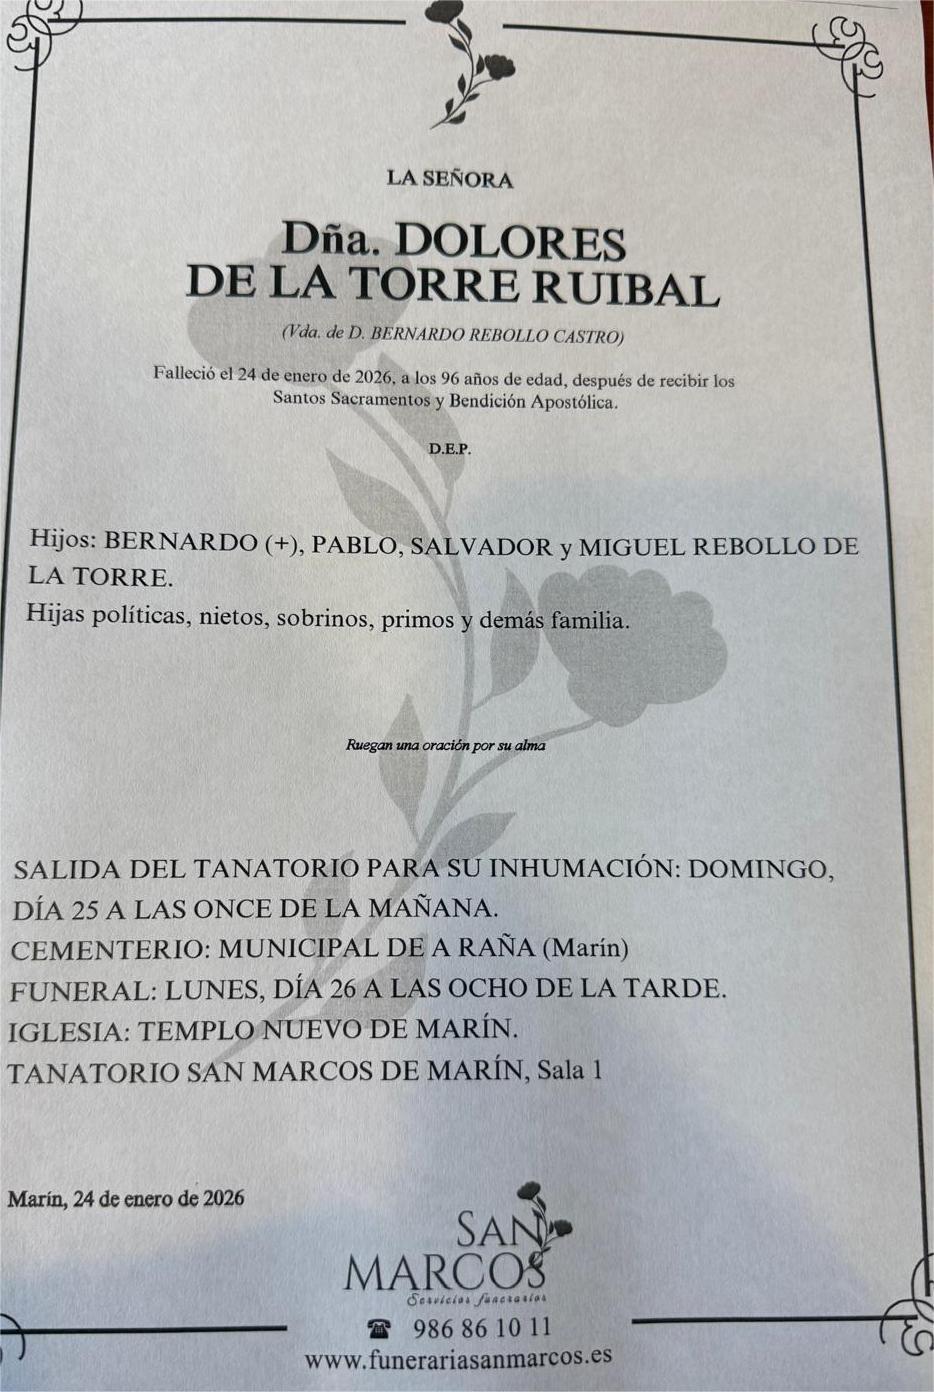 LA SEÑORA
Dña. DOLORES
DE LA TORRE RUIBAL
(Vda. de D. BERNARDO REBOLLO CASTRO)
Falleció el 24 de enero de 2026, a los 96 años de edad, después de recibir los
Santos Sacramentos y Bendición Apostólica.
D.E.P.
Hijos: BERNARDO (+), PABLO, SALVADOR y MIGUEL REBOLLO DE
LA TORRE.
Hijas políticas, nietos, sobrinos, primos y demás familia.
Ruegan una oración por su alma
SALIDA DEL TANATORIO PARA SU INHUMACIÓN: DOMINGO,
DÍA 25 A LAS ONCE DE LA MAÑANA.
CEMENTERIO: MUNICIPAL DE A RAÑA (Marín)
FUNERAL: LUNES, DÍA 26 A LAS OCHO DE LA TARDE.
IGLESIA: TEMPLO NUEVO DE MARÍN.
TANATORIO SAN MARCOS DE MARÍN, Sala 1
Marín, 24 de enero de 2026
SAN
MARCOS
Servicios funerarios
☎ 986 86 10 11
www.funerariasanmarcos.es